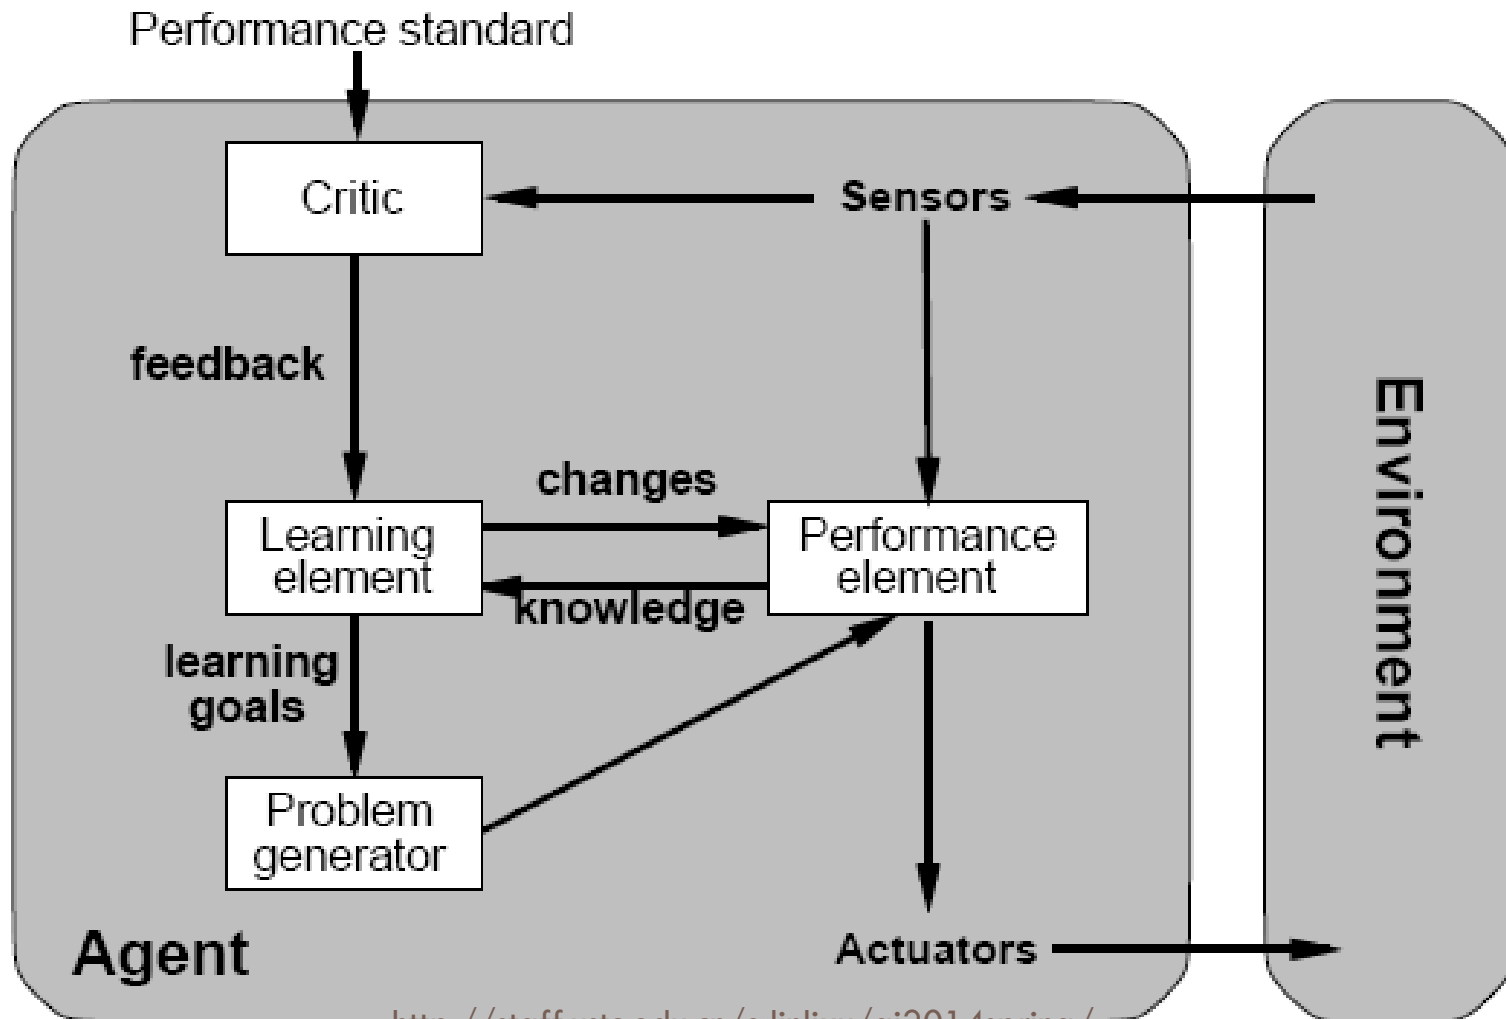 Performance standard
Critic
Sensors
feedback
changes
Learning
element
Performance
element
knowledge
learning
goals
Problem
generator
Agent
Actuators
Environment